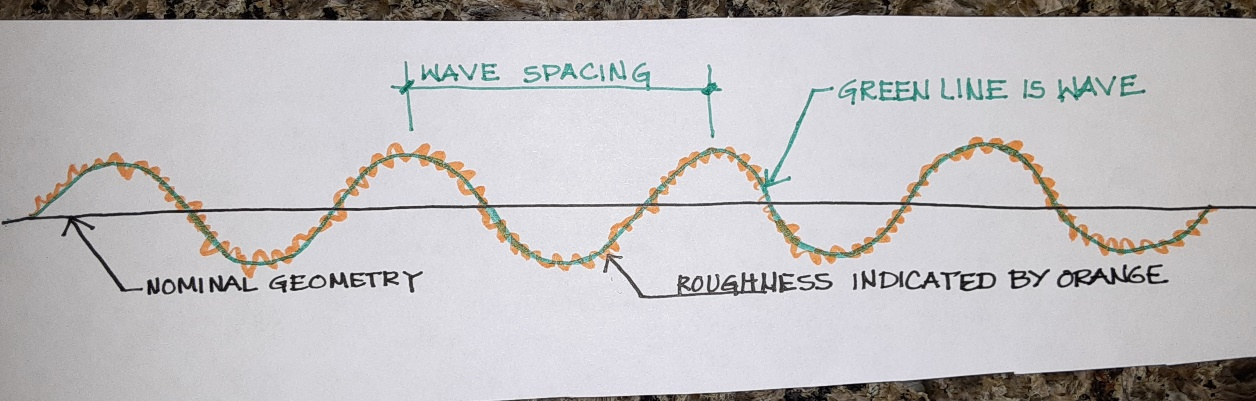 WAVE SPACING
GREEN LINE IS WAVE
NOMINAL GEOMETRY
ROUGHNESS INDICATED BY ORANGE